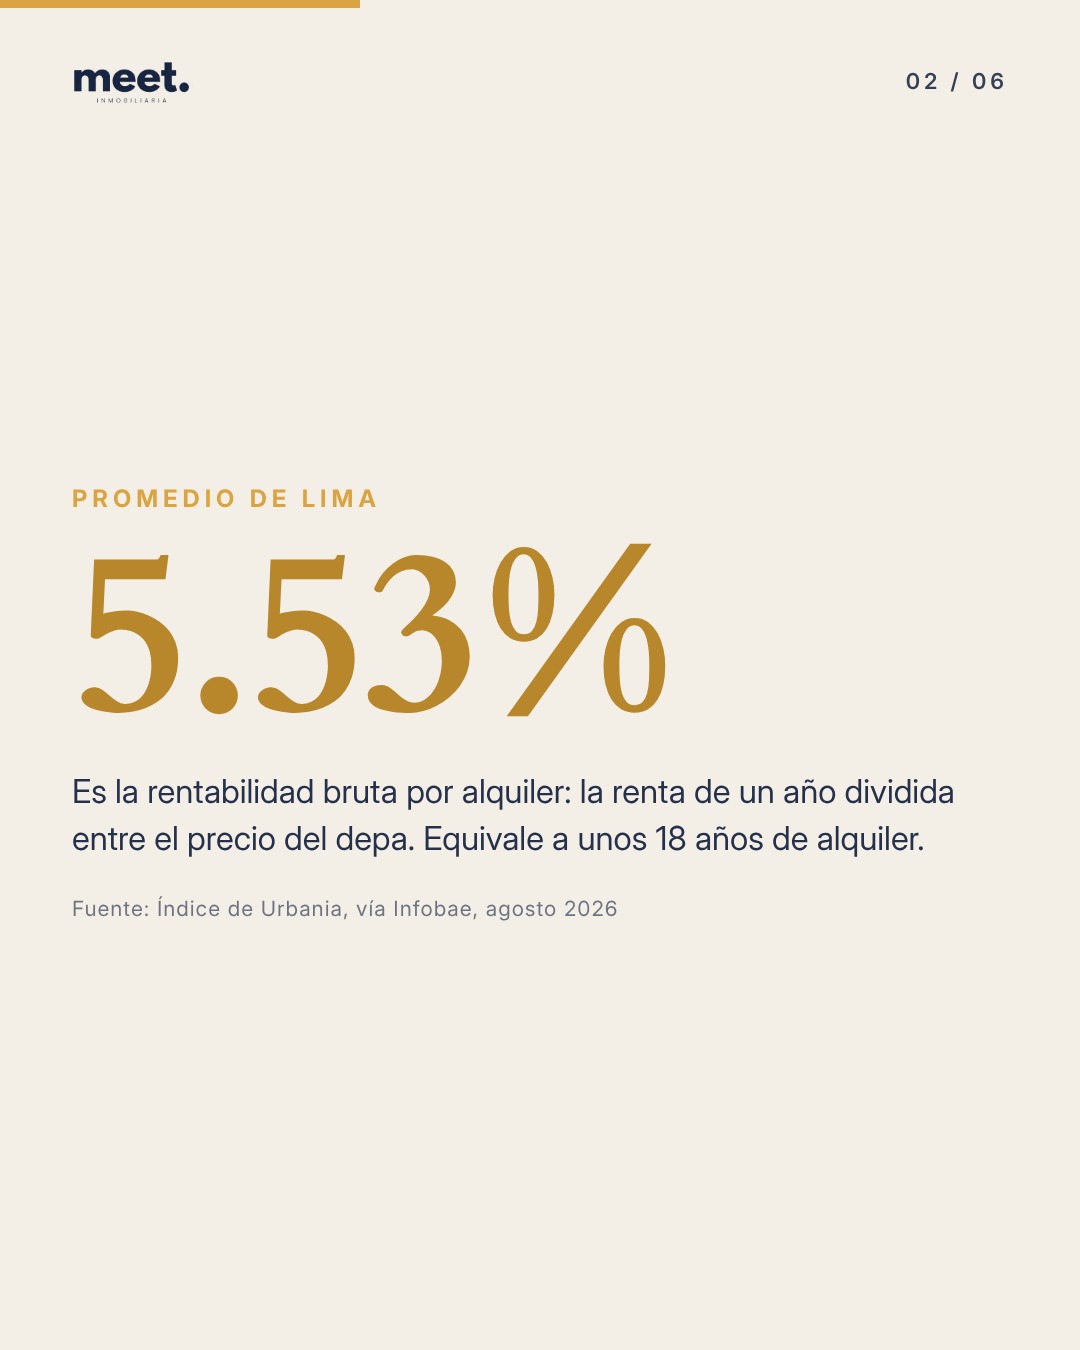 meet.
INMOBILIARIA
02 / 06
PROMEDIO DE LIMA
5.53%
Es la rentabilidad bruta por alquiler: la renta de un año dividida
entre el precio del depa. Equivale a unos 18 años de alquiler.
Fuente: Índice de Urbania, vía Infobae, agosto 2026